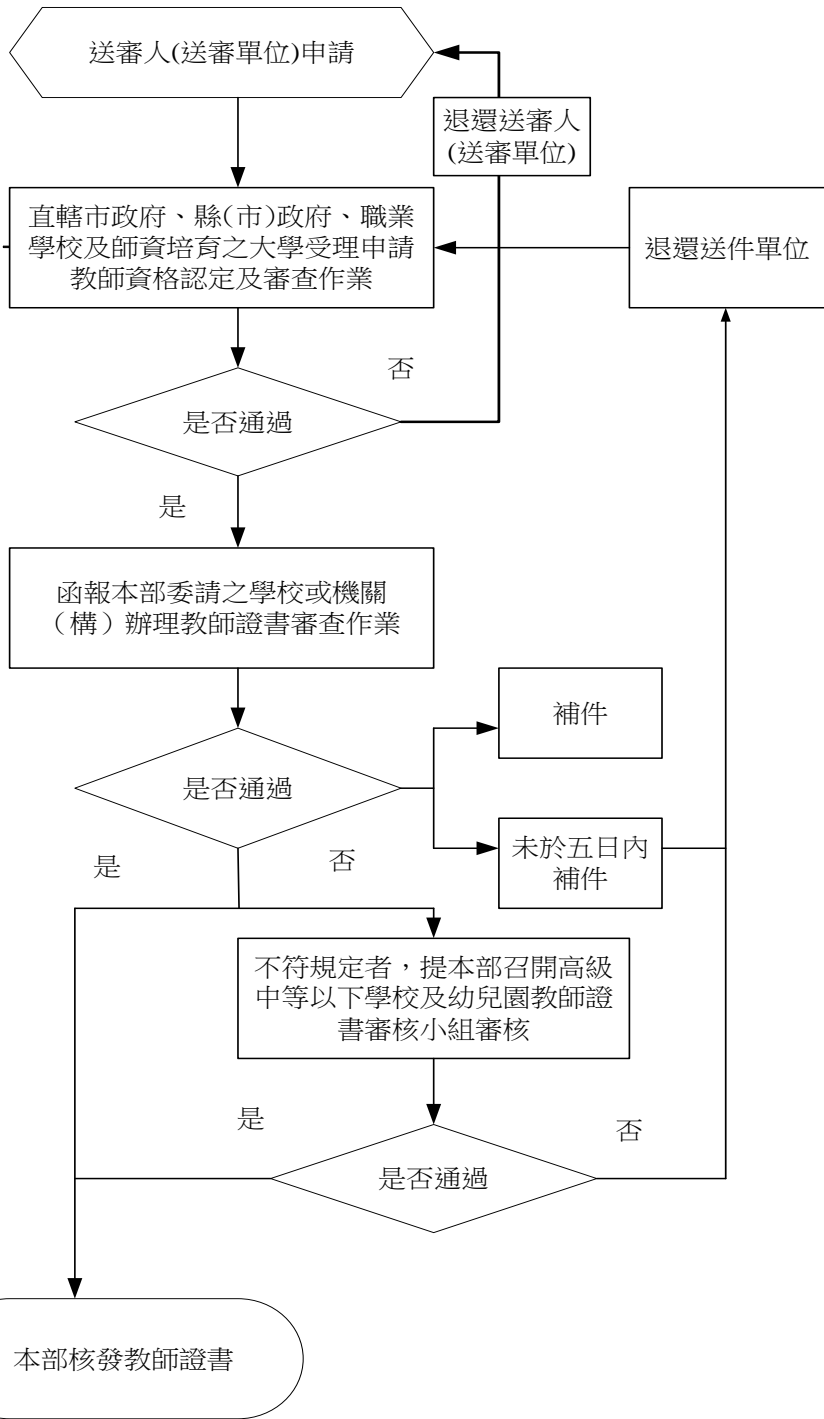 送審人(送審單位)申請
退還送審人
(送審單位)
直轄市政府、縣(市)政府、職業
學校及師資培育之大學受理申請
教師資格認定及審查作業
退還送件單位
否
是否通過
是
函報本部委請之學校或機關
（構）辦理教師證書審查作業
補件
是否通過
未於五日內
補件
是
否
不符規定者，提本部召開高級
中等以下學校及幼兒園教師證
書審核小組審核
是
否
是否通過
本部核發教師證書